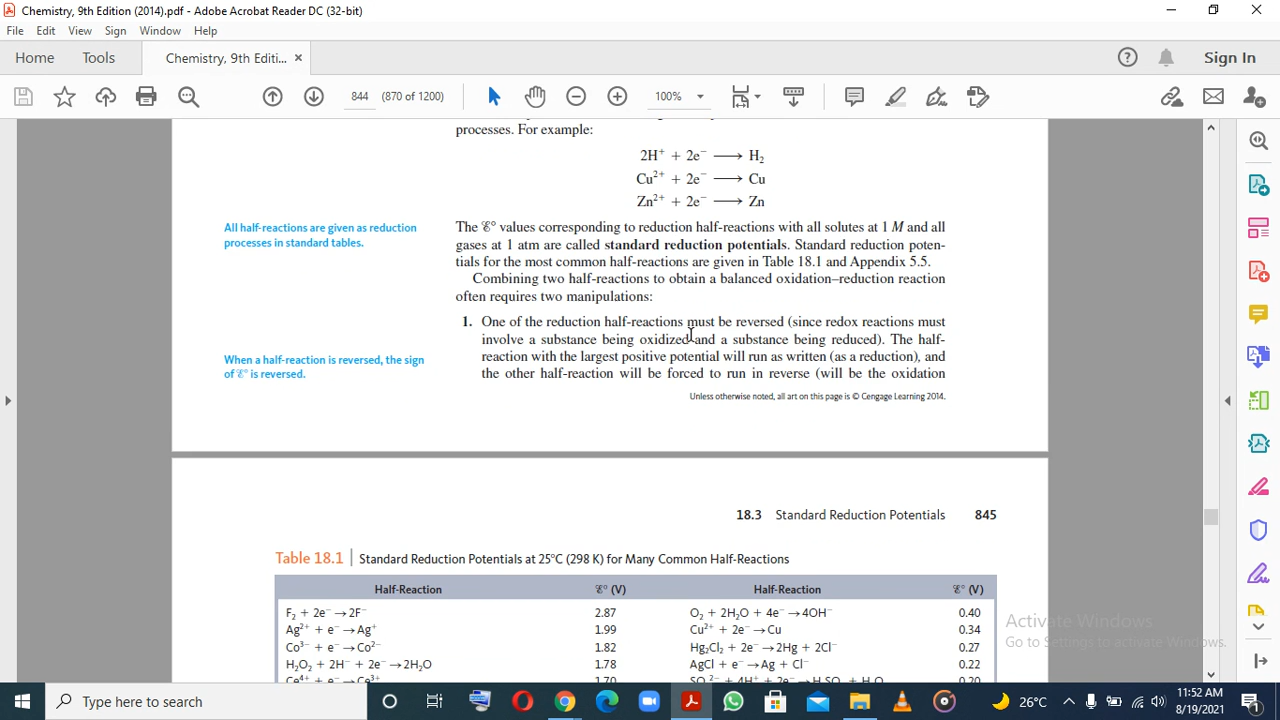 Chemistry, 9th Edition (2014).pdf - Adobe Acrobat Reader DC (32-bit)
File Edit View Sign Window Help
Home Tools Chemistry, 9th Editi... × Sign In
844 (870 of 1200) 100%
processes. For example:
2H⁺ + 2e⁻ ⟶ H₂
Cu²⁺ + 2e⁻ ⟶ Cu
Zn²⁺ + 2e⁻ ⟶ Zn
All half-reactions are given as reduction
processes in standard tables.
The ℰ° values corresponding to reduction half-reactions with all solutes at 1 M and all
gases at 1 atm are called standard reduction potentials. Standard reduction poten-
tials for the most common half-reactions are given in Table 18.1 and Appendix 5.5.
Combining two half-reactions to obtain a balanced oxidation–reduction reaction
often requires two manipulations:
1. One of the reduction half-reactions must be reversed (since redox reactions must
involve a substance being oxidized and a substance being reduced). The half-
reaction with the largest positive potential will run as written (as a reduction), and
the other half-reaction will be forced to run in reverse (will be the oxidation
When a half-reaction is reversed, the sign
of ℰ° is reversed.
Unless otherwise noted, all art on this page is © Cengage Learning 2014.
18.3 Standard Reduction Potentials 845
Table 18.1 | Standard Reduction Potentials at 25°C (298 K) for Many Common Half-Reactions
Half-Reaction ℰ° (V) Half-Reaction ℰ° (V)
F₂ + 2e⁻ → 2F⁻ 2.87 O₂ + 2H₂O + 4e⁻ → 4OH⁻ 0.40
Ag²⁺ + e⁻ → Ag⁺ 1.99 Cu²⁺ + 2e⁻ → Cu 0.34
Co³⁺ + e⁻ → Co²⁺ 1.82 Hg₂Cl₂ + 2e⁻ → 2Hg + 2Cl⁻ 0.27
H₂O₂ + 2H⁺ + 2e⁻ → 2H₂O 1.78 AgCl + e⁻ → Ag + Cl⁻ 0.22
Ce⁴⁺ + e⁻ → Ce³⁺ 1.70 SO₄²⁻ + 4H⁺ + 2e⁻ → H₂SO₃ + H₂O 0.20
Activate Windows
Go to Settings to activate Windows.
Type here to search
26°C
11:52 AM
8/19/2021
1